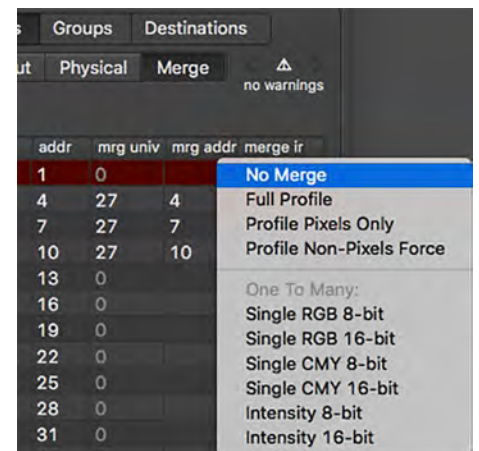 s Groups Destinations
ut Physical Merge
no warnings
addr mrg univ mrg addr merge ir
1 0
4 27 4
7 27 7
10 27 10
13 0
16 0
19 0
22 0
25 0
28 0
31 0
No Merge
Full Profile
Profile Pixels Only
Profile Non-Pixels Force
One To Many:
Single RGB 8-bit
Single RGB 16-bit
Single CMY 8-bit
Single CMY 16-bit
Intensity 8-bit
Intensity 16-bit